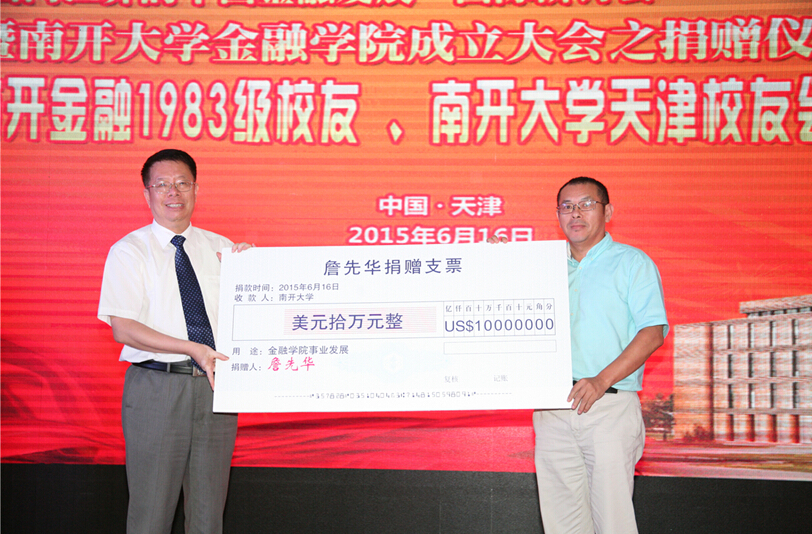 暨南开大学金融学院成立大会之捐赠仪
开金融1983级校友、南开大学天津校友
中国·天津
2015年6月16日
詹先华捐赠支票
捐款时间：2015年6月16日
收 款 人：南开大学
美元拾万元整
亿仟百十万千百十元角分
US$10000000
用 途：金融学院事业发展
捐赠人：詹先华
复核 记账